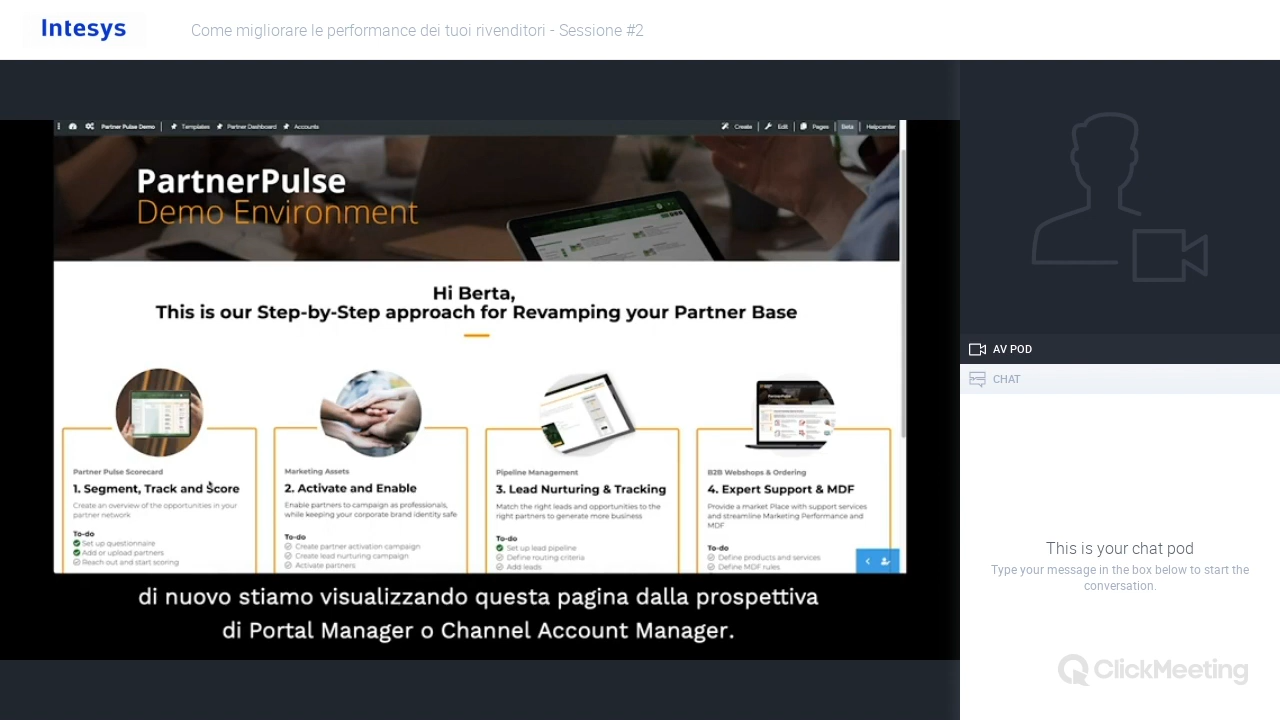 Intesys
Come migliorare le performance dei tuoi rivenditori - Sessione #2
Partner Pulse Demo
Templates
Partner Dashboard
Accounts
Create
Edit
Pages
Beta
Helpcenter
PartnerPulse
Demo Environment
Hi Berta,
This is our Step-by-Step approach for Revamping your Partner Base
Partner Pulse Scorecard
1. Segment, Track and Score
Create an overview of the opportunities in your
partner network
To-do
Set up questionnaire
Add or upload partners
Reach out and start scoring
Marketing Assets
2. Activate and Enable
Enable partners to campaign as professionals,
while keeping your corporate brand identity safe
To-do
Create partner activation campaign
Create lead nurturing campaign
Activate partners
Pipeline Management
3. Lead Nurturing & Tracking
Match the right leads and opportunities to the
right partners to generate more business
To-do
Set up lead pipeline
Define routing criteria
Add leads
B2B Webshops & Ordering
4. Expert Support & MDF
Provide a market Place with support services
and streamline Marketing Performance and
MDF
To-do
Define products and services
Define MDF rules
di nuovo stiamo visualizzando questa pagina dalla prospettiva
di Portal Manager o Channel Account Manager.
AV POD
CHAT
This is your chat pod
Type your message in the box below to start the
conversation.
ClickMeeting